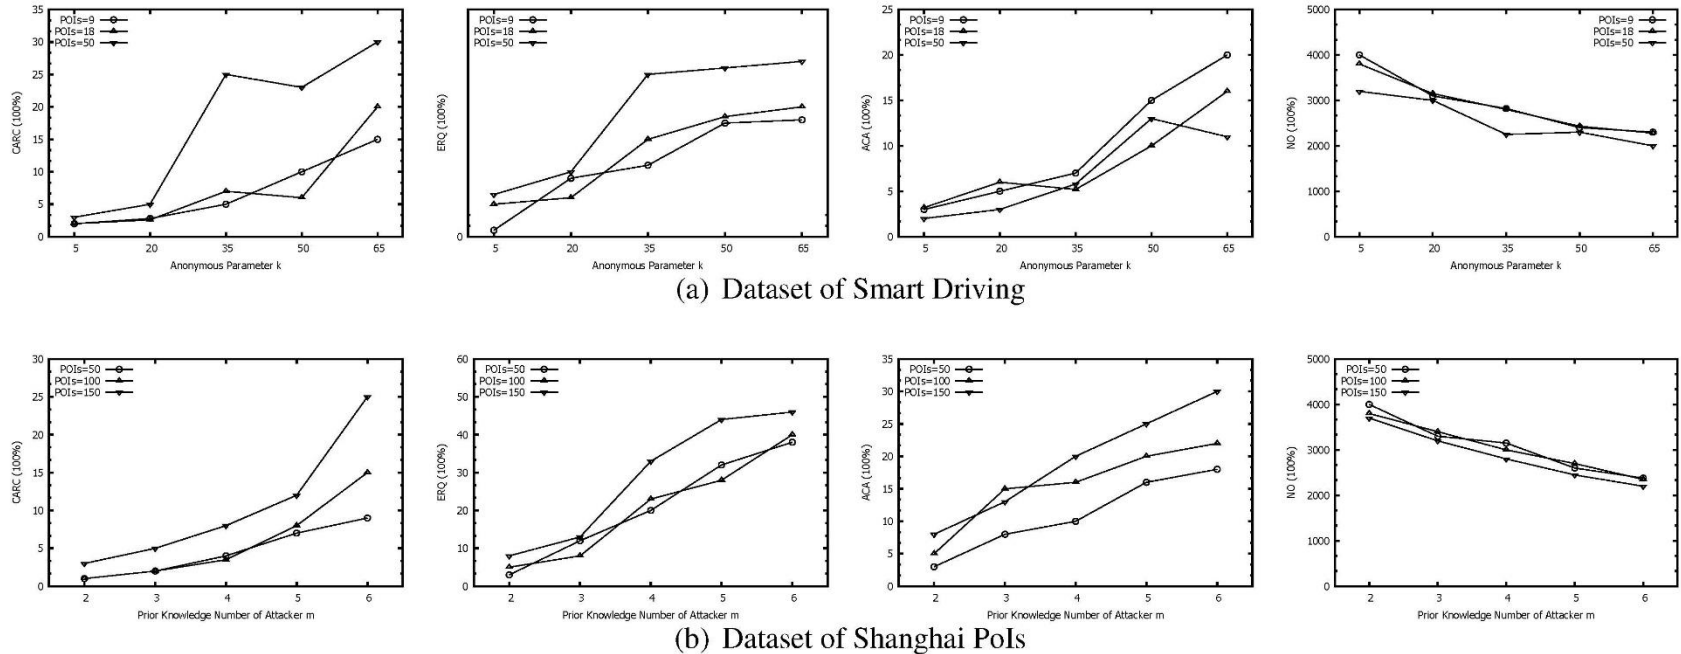 POIs=9
POIs=18
POIs=50
35
30
25
20
15
10
5
0
CARC (100%)
5 20 35 50 65
Anonymous Parameter k
POIs=9
POIs=18
POIs=50
0
ERQ (100%)
5 20 35 50 65
Anonymous Parameter k
POIs=9
POIs=18
POIs=50
25
20
15
10
5
0
ACA (100%)
5 20 35 50 65
Anonymous Parameter k
POIs=9
POIs=18
POIs=50
5000
4000
3000
2000
1000
0
NO (100%)
5 20 35 50 65
Anonymous Parameter k
(a) Dataset of Smart Driving
POIs=50
POIs=100
POIs=150
30
25
20
15
10
5
0
CARC (100%)
2 3 4 5 6
Prior Knowledge Number of Attacker m
POIs=50
POIs=100
POIs=150
60
50
40
30
20
10
0
ERQ (100%)
2 3 4 5 6
Prior Knowledge Number of Attacker m
POIs=50
POIs=100
POIs=150
35
30
25
20
15
10
5
0
ACA (100%)
2 3 4 5 6
Prior Knowledge Number of Attacker m
POIs=50
POIs=100
POIs=150
5000
4000
3000
2000
1000
0
NO (100%)
2 3 4 5 6
Prior Knowledge Number of Attacker m
(b) Dataset of Shanghai PoIs